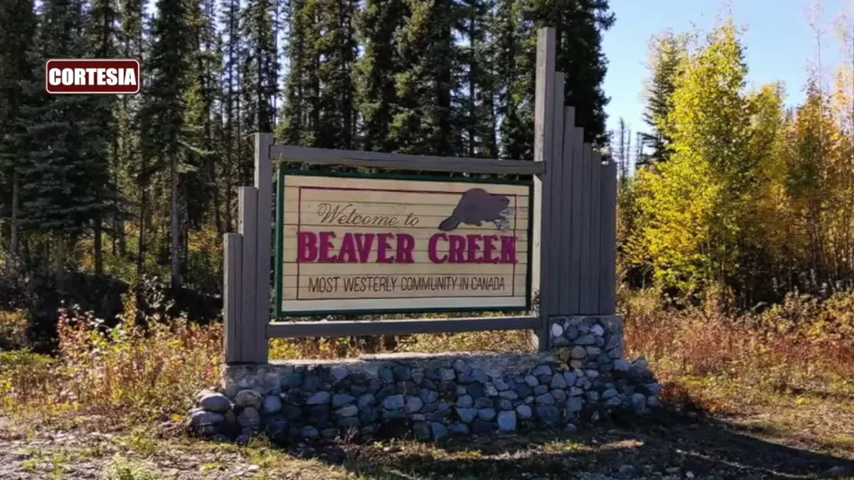 CORTESIA
Welcome to
BEAVER CREEK
MOST WESTERLY COMMUNITY IN CANADA